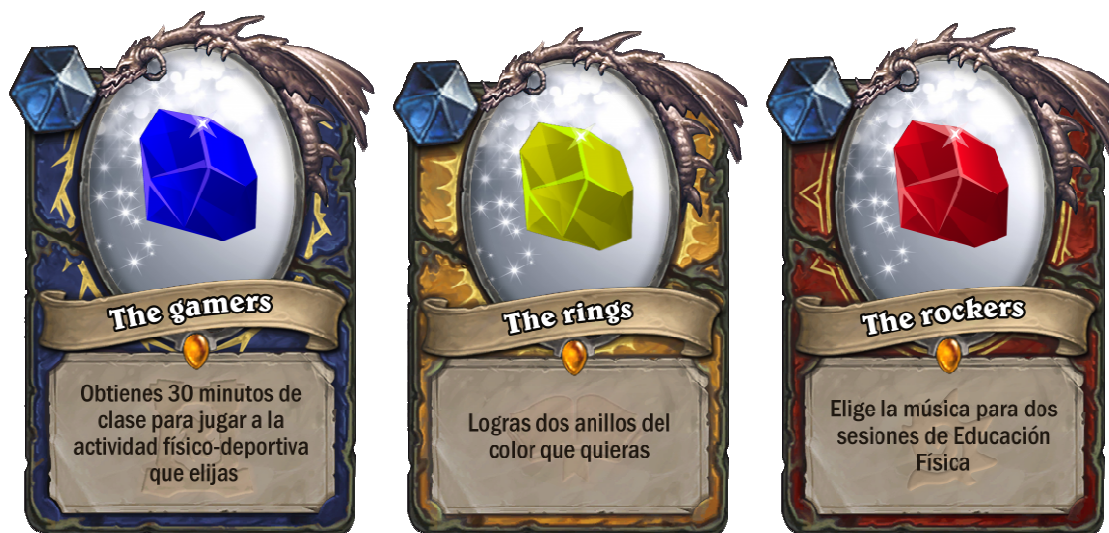 The gamers
Obtienes 30 minutos de
clase para jugar a la
actividad físico-deportiva
que elijas
The rings
Logras dos anillos del
color que quieras
The rockers
Elige la música para dos
sesiones de Educación
Física